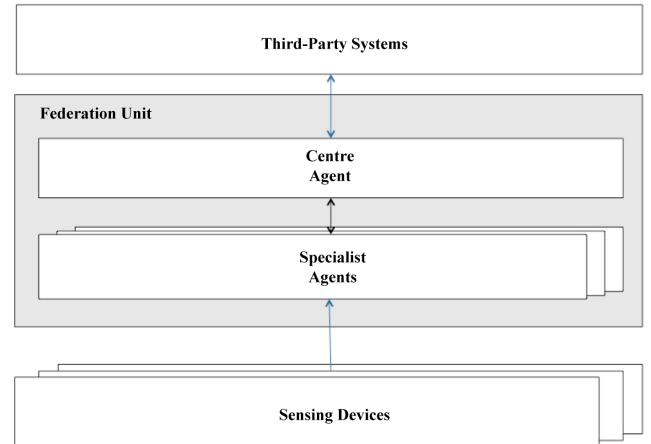 Third-Party Systems
Federation Unit
Centre
Agent
Specialist
Agents
Sensing Devices